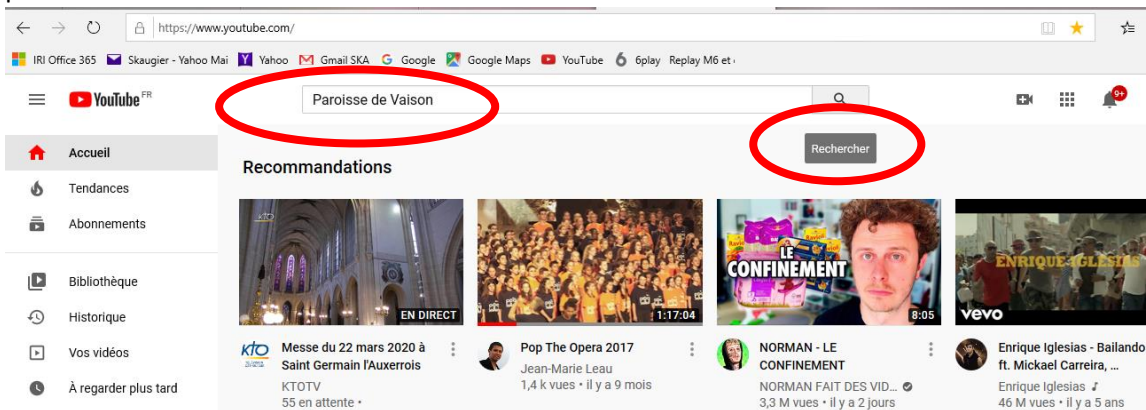 https://www.youtube.com/
IRI Office 365 Skaugier - Yahoo Mai Yahoo Gmail SKA Google Google Maps YouTube 6play Replay M6 et
YouTube FR
Paroisse de Vaison
9+
Rechercher
Accueil
Tendances
Abonnements
Bibliothèque
Historique
Vos vidéos
À regarder plus tard
Recommandations
KTO
EN DIRECT
1:17:04
LE
CONFINEMENT
8:05
ENRIQUE IGLESIAS
vevo
KTO
Messe du 22 mars 2020 à
Saint Germain l'Auxerrois
KTOTV
55 en attente •
Pop The Opera 2017
Jean-Marie Leau
1,4 k vues • il y a 9 mois
NORMAN - LE
CONFINEMENT
NORMAN FAIT DES VID...
3,3 M vues • il y a 2 jours
Enrique Iglesias - Bailando
ft. Mickael Carreira, ...
Enrique Iglesias
46 M vues • il y a 5 ans